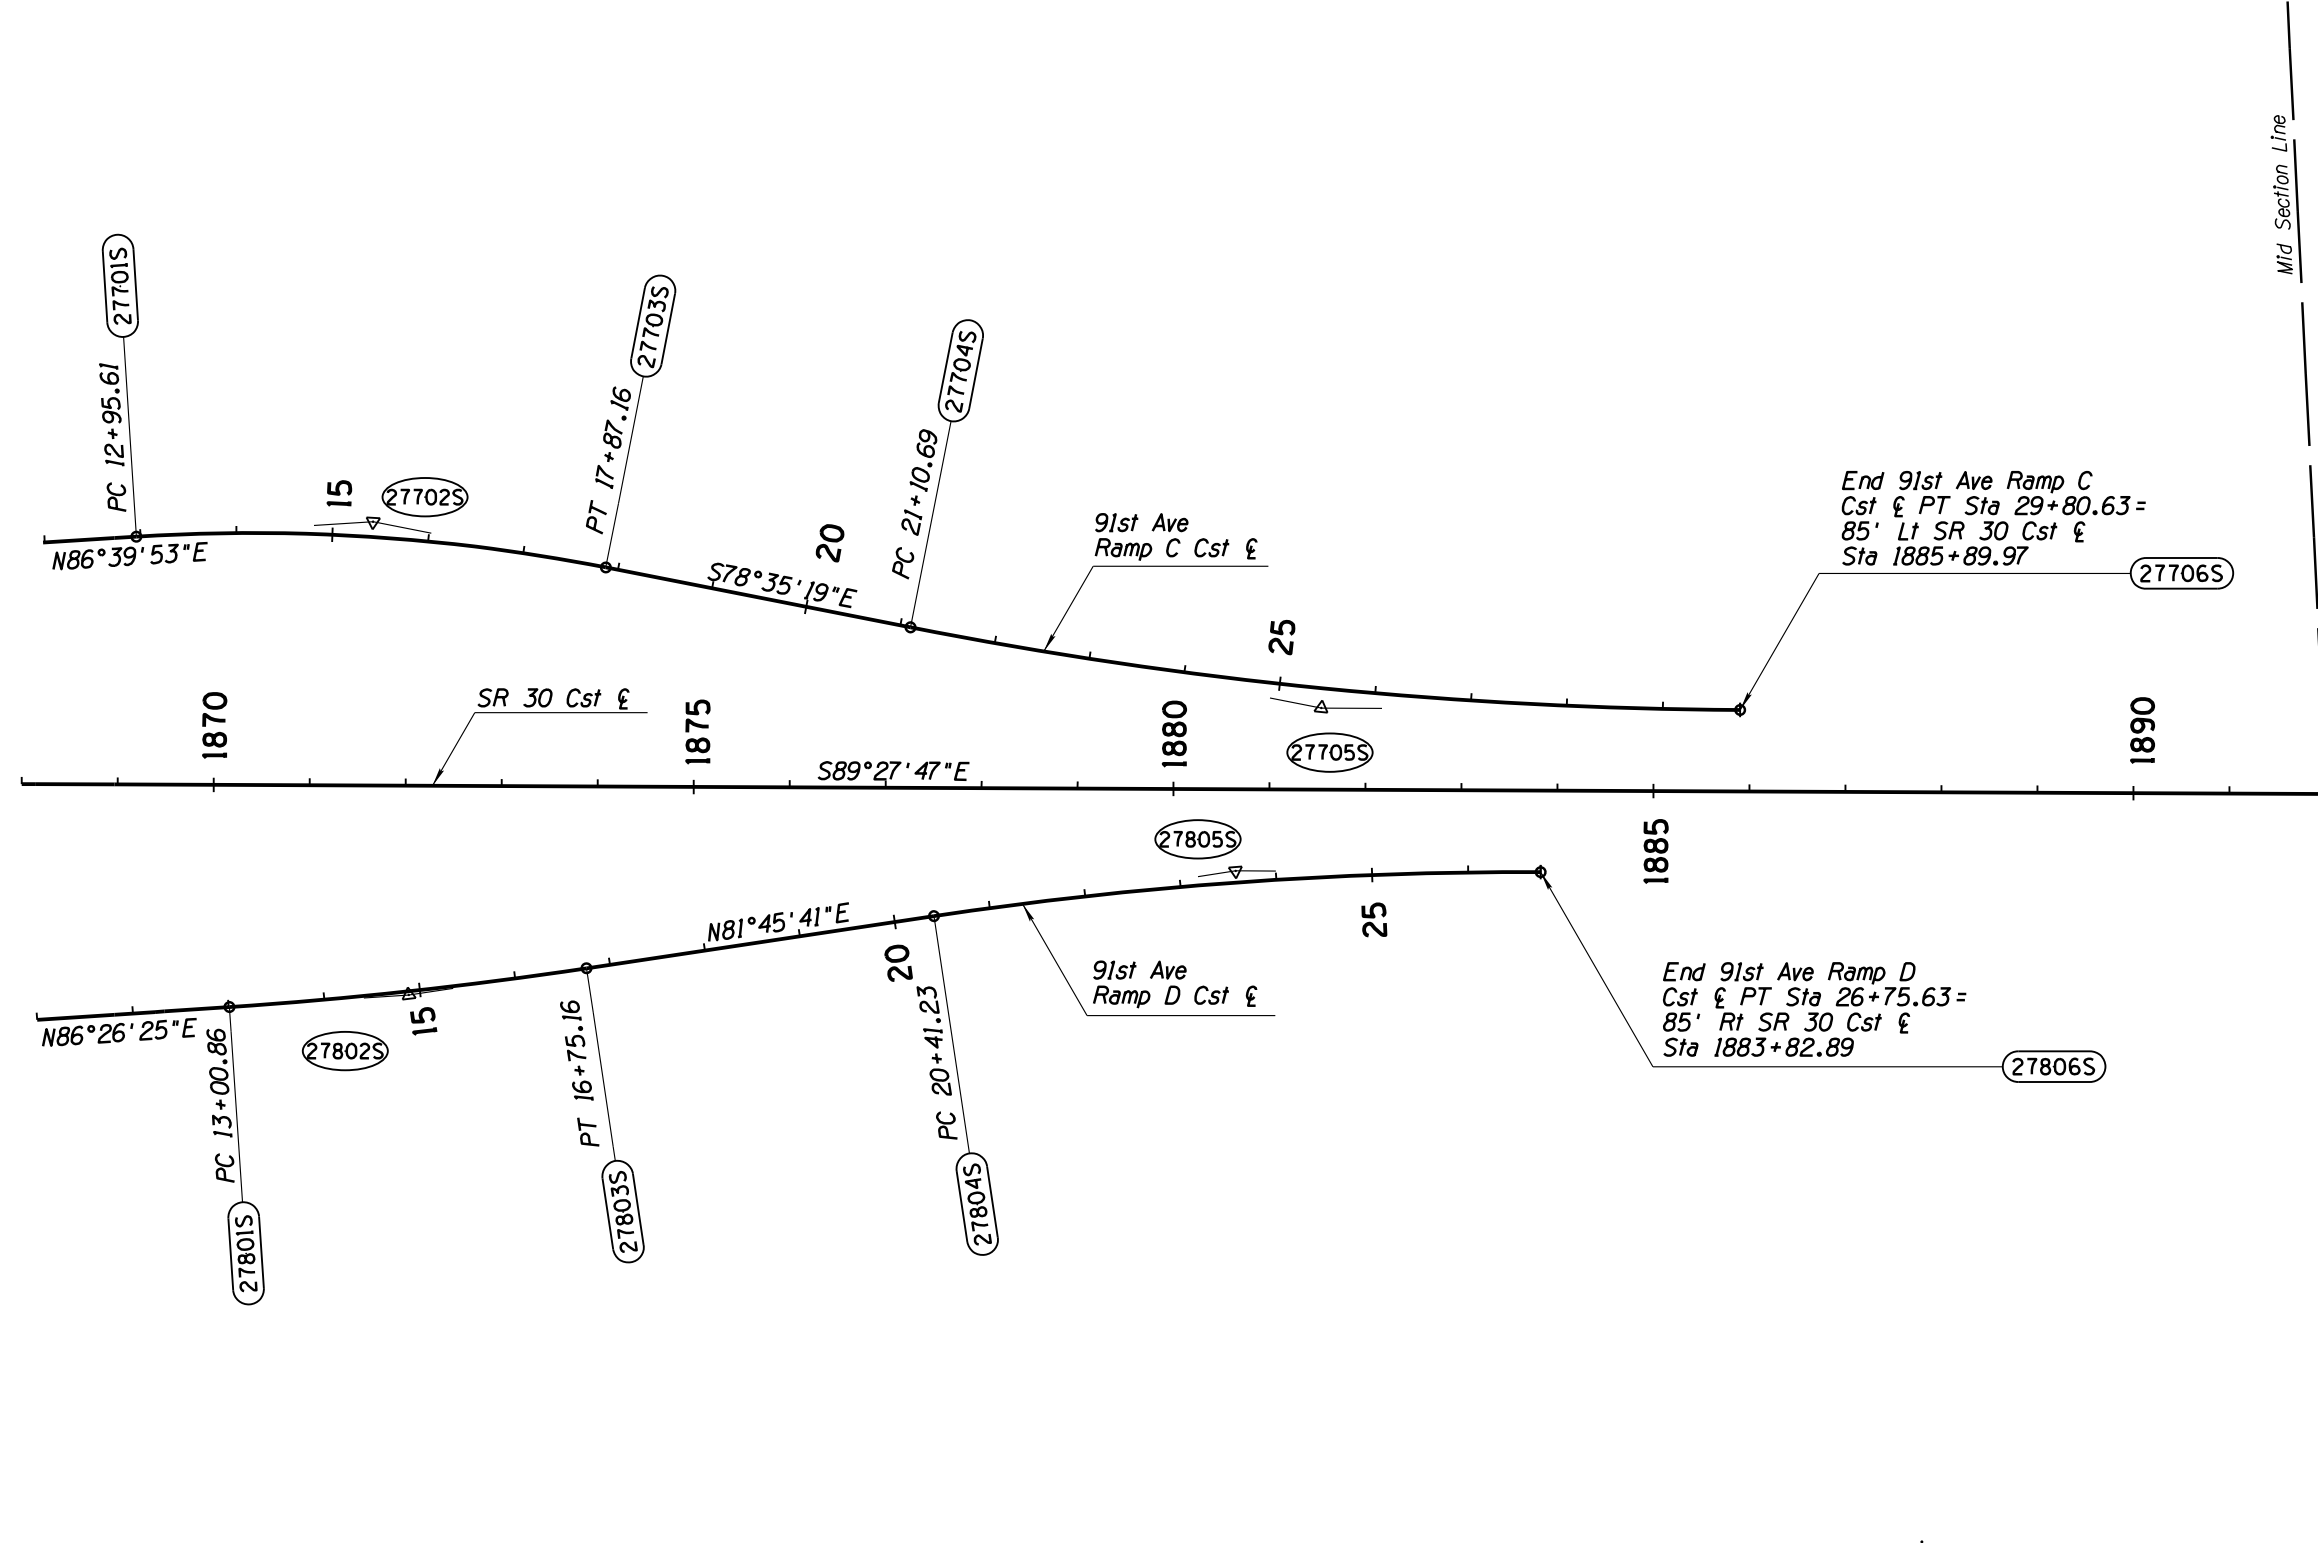 Mid Section Line
27701S
PC 12+95.61
27703S
PT 17+87.16
27704S
PC 21+10.69
15
27702S
N86°39'53"E
20
S78°35'19"E
91st Ave
Ramp C Cst ℄
25
End 91st Ave Ramp C
Cst ℄ PT Sta 29+80.63=
85' Lt SR 30 Cst ℄
Sta 1885+89.97
27706S
SR 30 Cst ℄
1870
1875
1880
1890
27705S
S89°27'47"E
27805S
1885
N81°45'41"E
25
20
15
N86°26'25"E
27802S
91st Ave
Ramp D Cst ℄
End 91st Ave Ramp D
Cst ℄ PT Sta 26+75.63=
85' Rt SR 30 Cst ℄
Sta 1883+82.89
27806S
PC 13+00.86
27801S
PT 16+75.16
27803S
PC 20+41.23
27804S